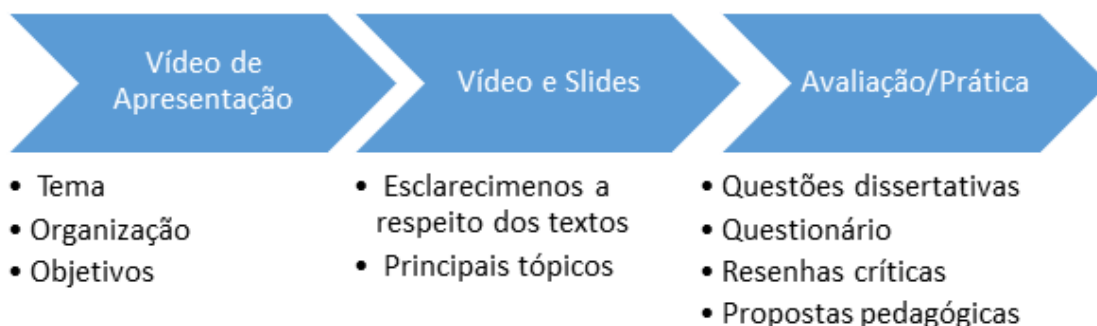 Vídeo de
Apresentação
• Tema
• Organização
• Objetivos
Vídeo e Slides
• Esclarecimenos a
respeito dos textos
• Principais tópicos
Avaliação/Prática
• Questões dissertativas
• Questionário
• Resenhas críticas
• Propostas pedagógicas